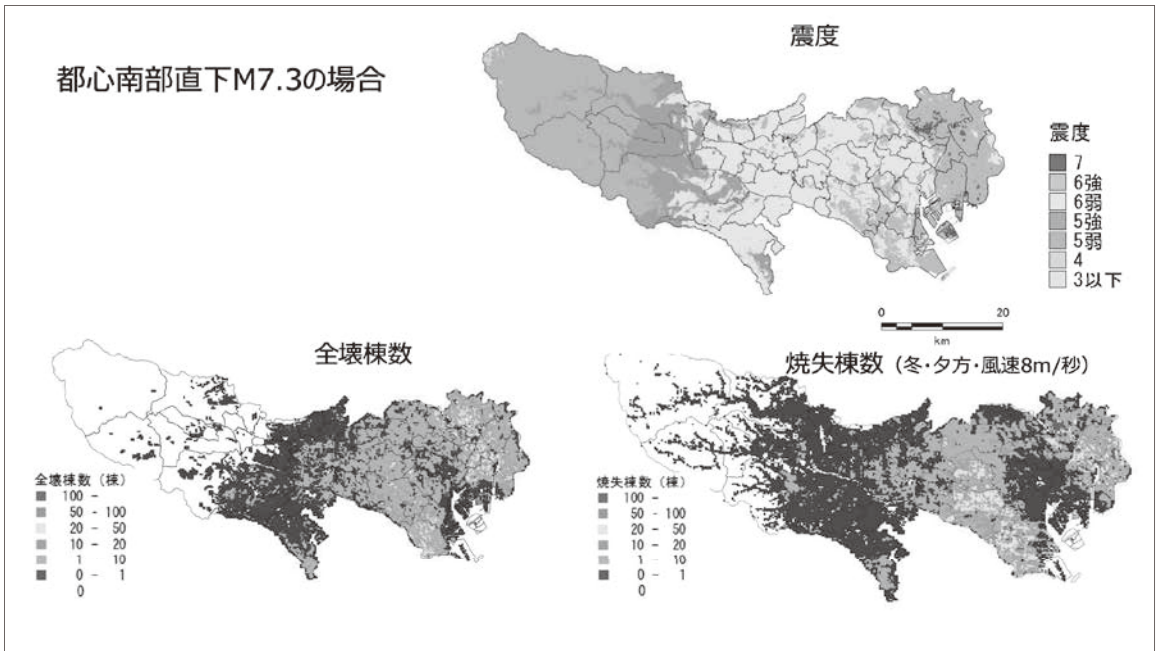 都心南部直下M7.3の場合
震度
震度
7
6強
6弱
5強
5弱
4
3以下
0 20
km
全壊棟数
全壊棟数（棟）
100 -
50 - 100
20 - 50
10 - 20
1 - 10
0 - 1
0
焼失棟数（冬・夕方・風速8m/秒）
焼失棟数（棟）
100 -
50 - 100
20 - 50
10 - 20
1 - 10
0 - 1
0